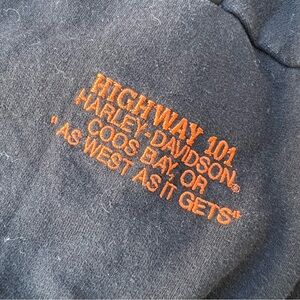 HIGHWAY 101
HARLEY-DAVIDSON®
COOS BAY, OR
"AS WEST AS IT GETS"